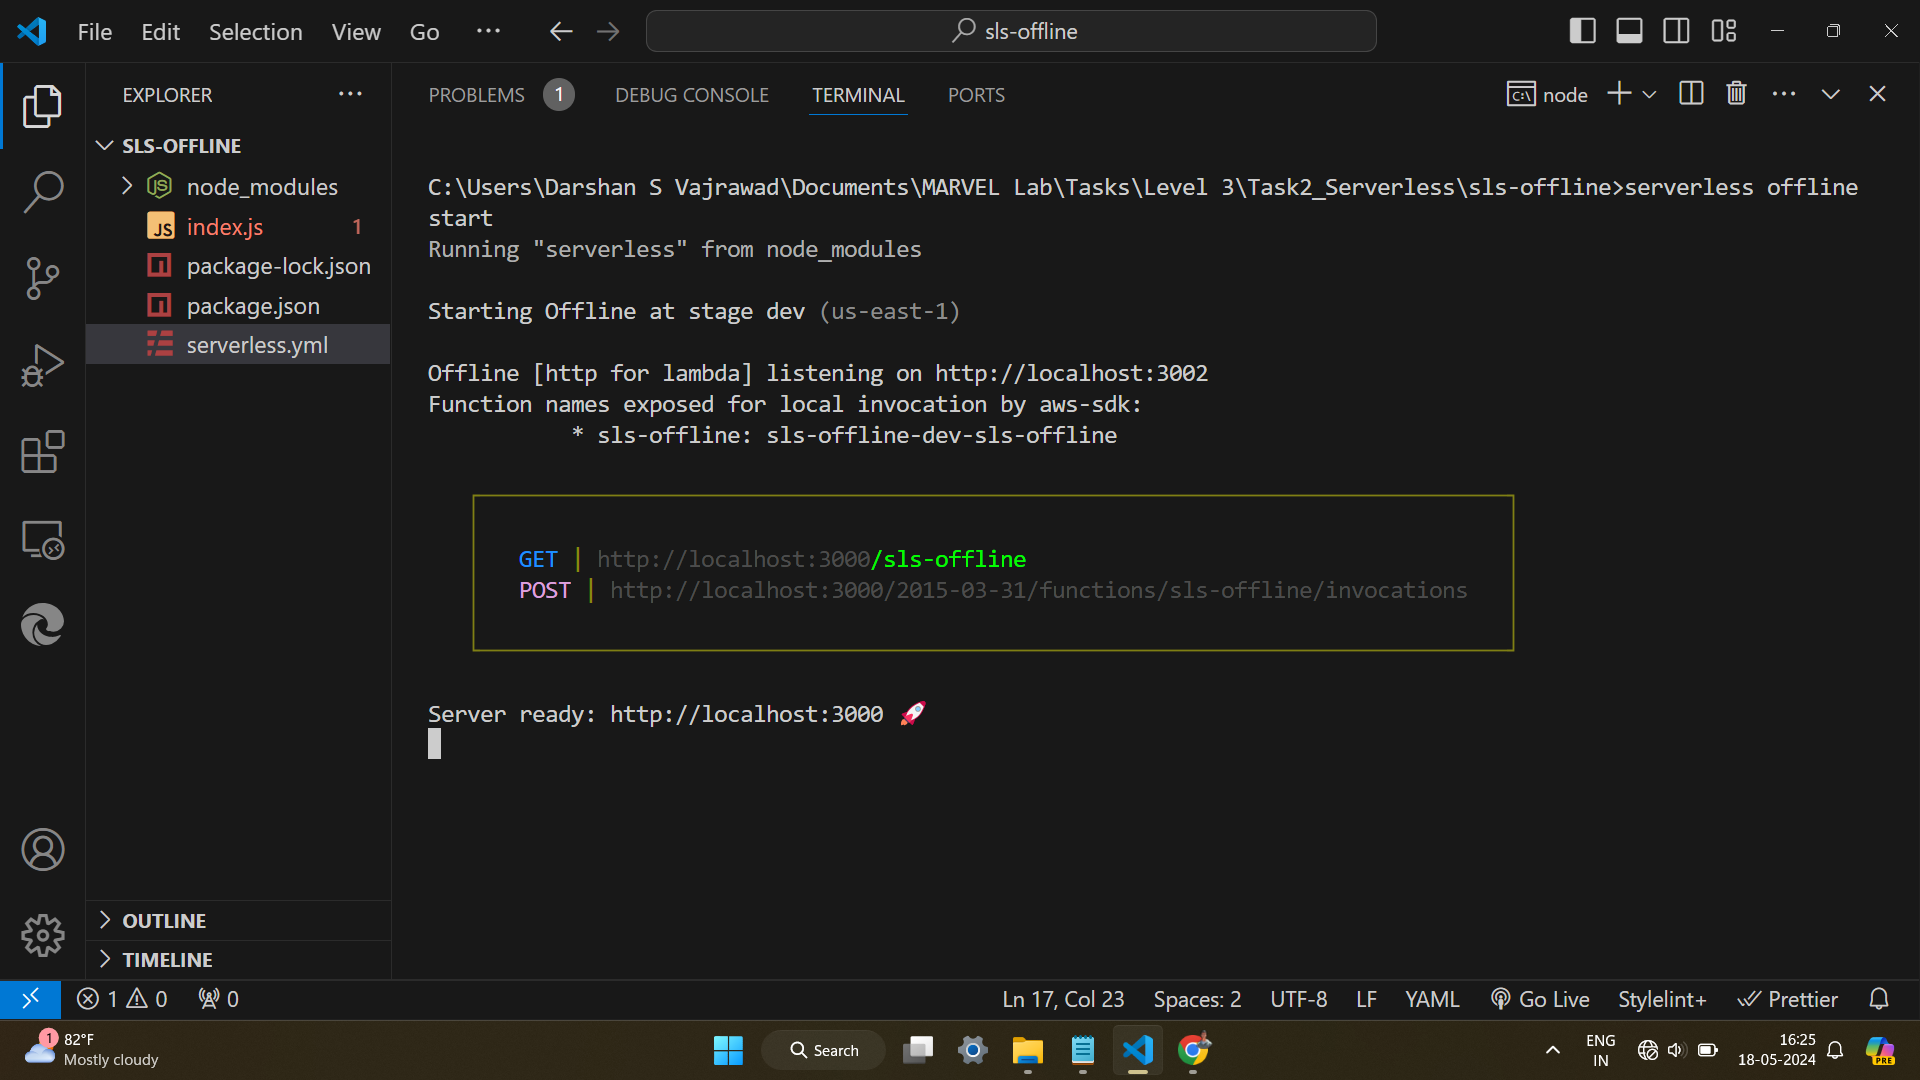 File Edit Selection View Go ··· sls-offline
EXPLORER ···
SLS-OFFLINE
node_modules
JS index.js 1
package-lock.json
package.json
serverless.yml
OUTLINE
TIMELINE
PROBLEMS 1 DEBUG CONSOLE TERMINAL PORTS node ···
C:\Users\Darshan S Vajrawad\Documents\MARVEL Lab\Tasks\Level 3\Task2_Serverless\sls-offline>serverless offline
start
Running "serverless" from node_modules
Starting Offline at stage dev (us-east-1)
Offline [http for lambda] listening on http://localhost:3002
Function names exposed for local invocation by aws-sdk:
* sls-offline: sls-offline-dev-sls-offline
GET | http://localhost:3000/sls-offline
POST | http://localhost:3000/2015-03-31/functions/sls-offline/invocations
Server ready: http://localhost:3000 🚀
1 0 0 Ln 17, Col 23 Spaces: 2 UTF-8 LF YAML Go Live Stylelint+ Prettier
1 82°F
Mostly cloudy
Search
ENG
IN
16:25
18-05-2024
PRE